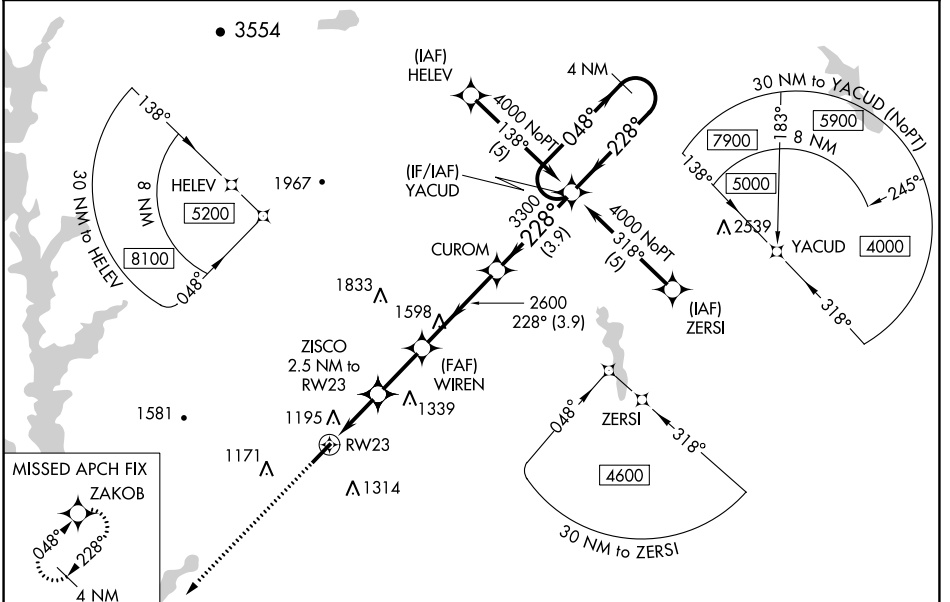 3554
(IAF)
HELEV
4000 NoPT
138°
(5)
4 NM
048°
228°
30 NM to YACUD (NoPT)
5900
183°
7900
8 NM
138°
5000
245°
2539
YACUD
4000
318°
138°
HELEV
8 NM
5200
30 NM to HELEV
8100
048°
1967
(IF/IAF)
YACUD
3300
228°
(3.9)
4000 NoPT
318°
(5)
(IAF)
ZERSI
CUROM
2600
228° (3.9)
1833
1598
ZISCO
2.5 NM to
RW23
(FAF)
WIREN
1339
1195
RW23
1581
1171
1314
048°
ZERSI
318°
4600
30 NM to ZERSI
MISSED APCH FIX
ZAKOB
048°
228°
4 NM